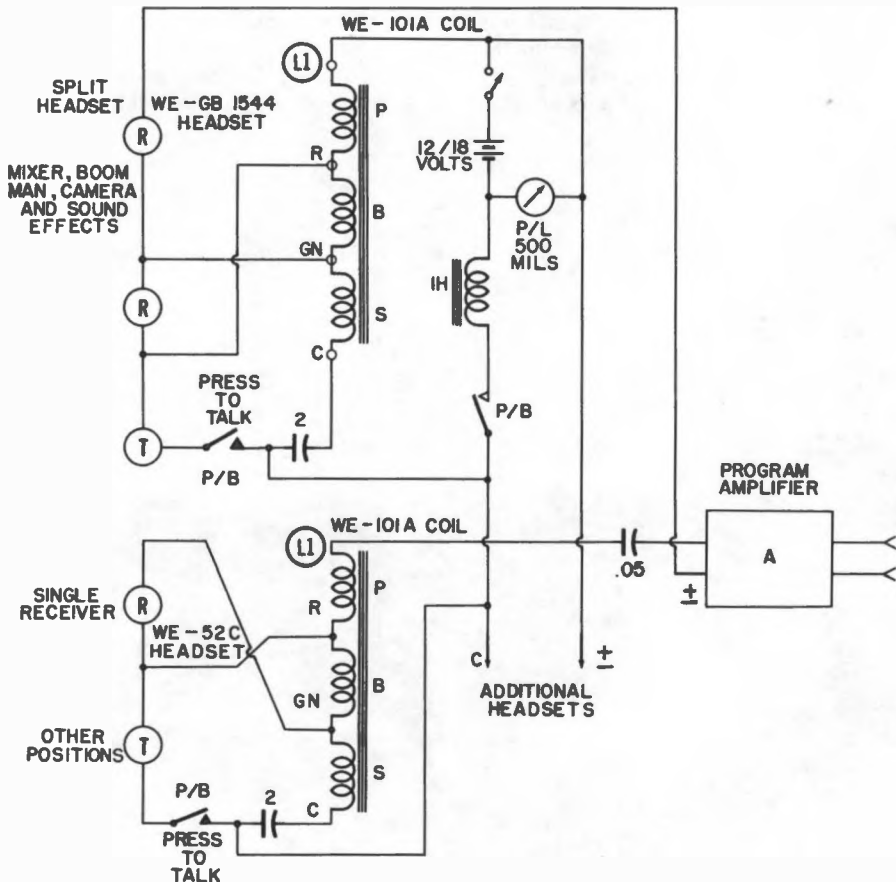 WE-101A COIL
L1
SPLIT
HEADSET
WE-GB 1544
HEADSET
P
R
R
12/18
VOLTS
MIXER, BOOM
MAN, CAMERA
AND SOUND
EFFECTS
B
P/L
500
MILS
GN
1H
R
S
C
PRESS
TO
TALK
2
P/B
T
P/B
PROGRAM
AMPLIFIER
WE-101A COIL
L1
A
.05
±
P
SINGLE
RECEIVER
R
R
WE-52C
HEADSET
C
±
B
GN
ADDITIONAL
HEADSETS
OTHER
POSITIONS
T
S
P/B
2
C
PRESS
TO
TALK